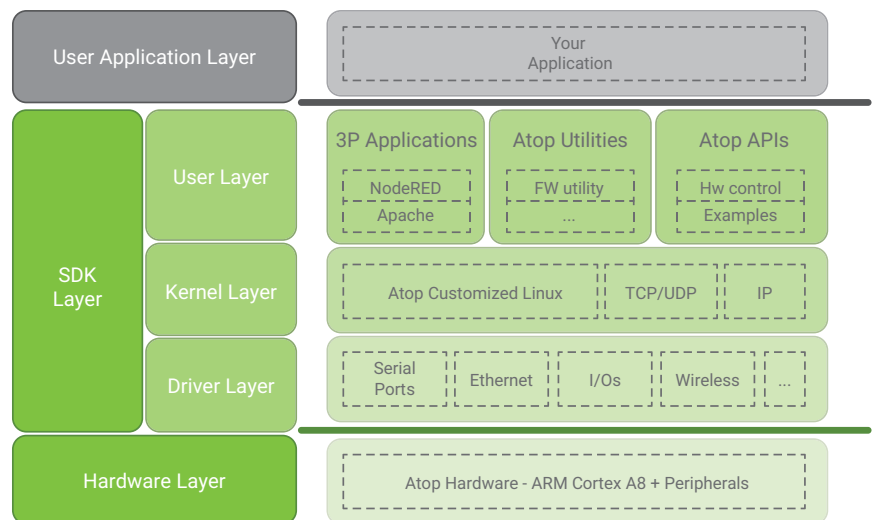 User Application Layer
Your
Application
SDK
Layer
User Layer
3P Applications
NodeRED
Apache
Atop Utilities
FW utility
...
Atop APIs
Hw control
Examples
Kernel Layer
Atop Customized Linux
TCP/UDP
IP
Driver Layer
Serial
Ports
Ethernet
I/Os
Wireless
...
Hardware Layer
Atop Hardware - ARM Cortex A8 + Peripherals